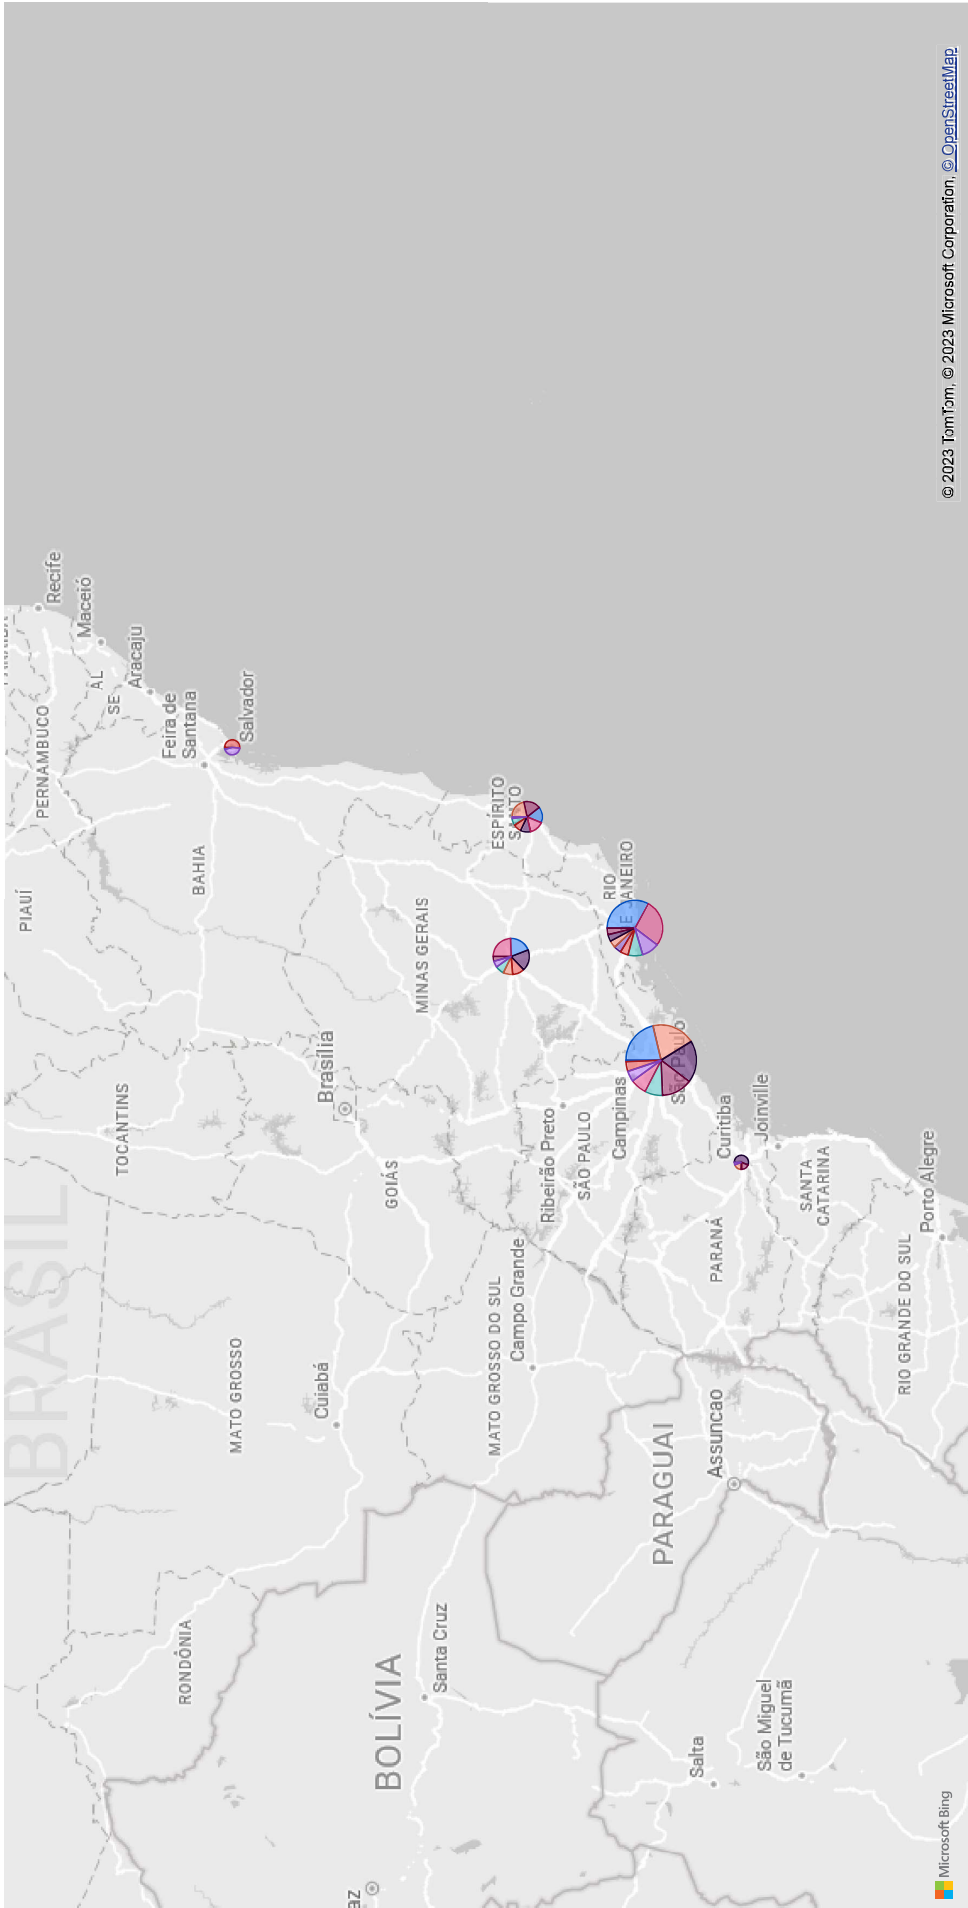 BRASIL
PIAUÍ
PERNAMBUCO
Recife
AL
Maceió
SE
Aracaju
Feira de
Santana
Salvador
TOCANTINS
BAHIA
RONDÔNIA
MATO GROSSO
Cuiabá
Brasília
GOIÁS
MINAS GERAIS
BOLÍVIA
Santa Cruz
MATO GROSSO DO SUL
Campo Grande
Ribeirão Preto
SÃO PAULO
Campinas
ESPÍRITO
SANTO
RIO
E JANEIRO
São Paulo
PARAGUAI
Assuncao
PARANÁ
Curitiba
Joinville
Salta
São Miguel
de Tucumã
SANTA
CATARINA
RIO GRANDE DO SUL
Porto Alegre
Microsoft Bing
© 2023 TomTom, © 2023 Microsoft Corporation, © OpenStreetMap